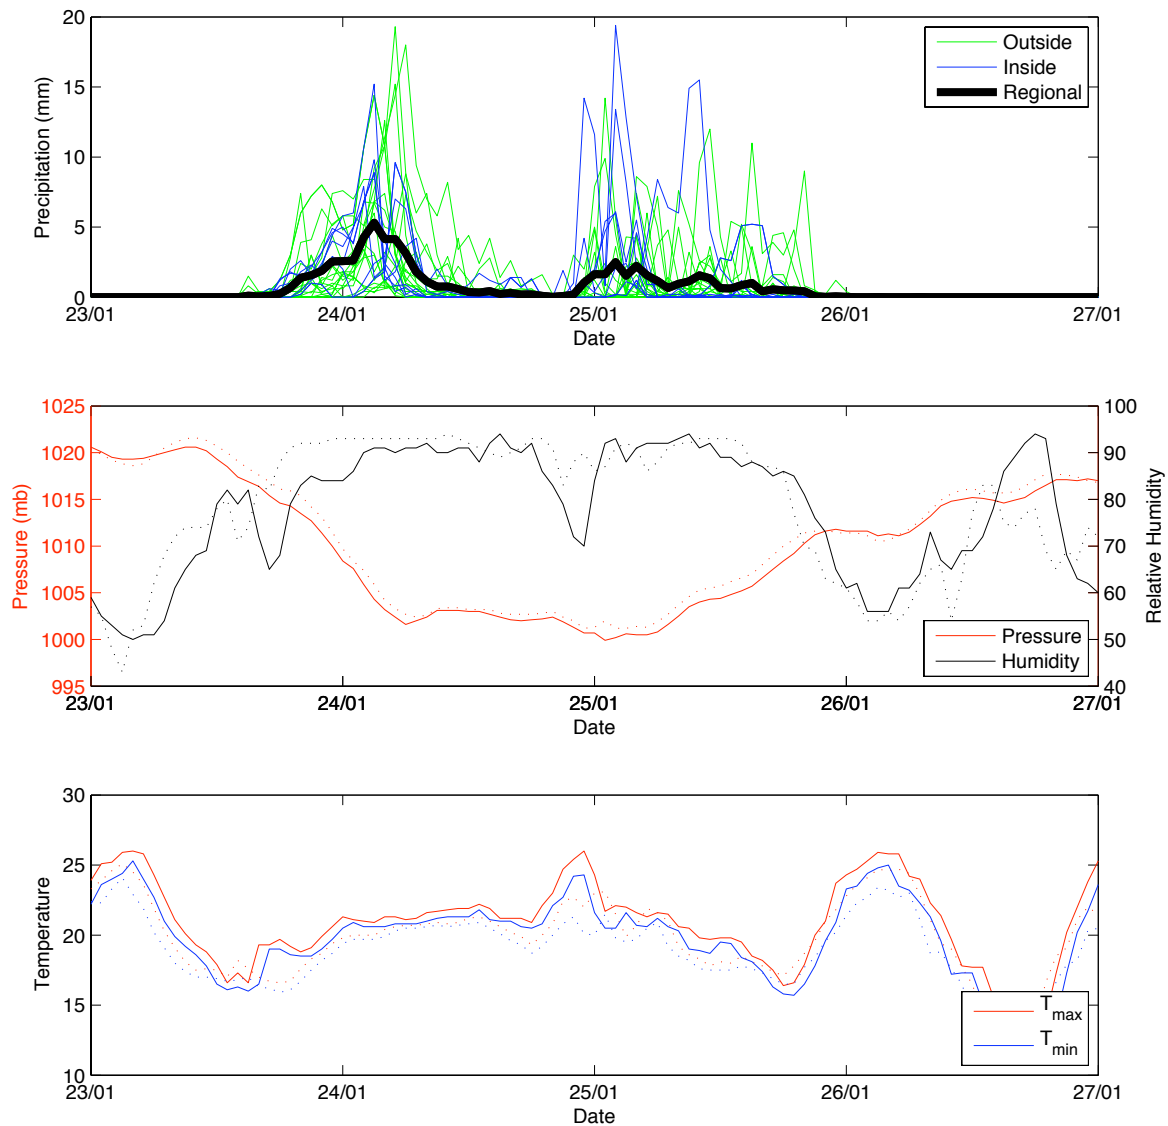 20
15
10
5
0
Precipitation (mm)
Outside
Inside
Regional
23/01 24/01 25/01 26/01 27/01
Date
1025
1020
1015
1010
1005
1000
995
Pressure (mb)
100
90
80
70
60
50
40
Relative Humidity
Pressure
Humidity
23/01 24/01 25/01 26/01 27/01
Date
30
25
20
15
10
Temperature
Tmax
Tmin
23/01 24/01 25/01 26/01 27/01
Date